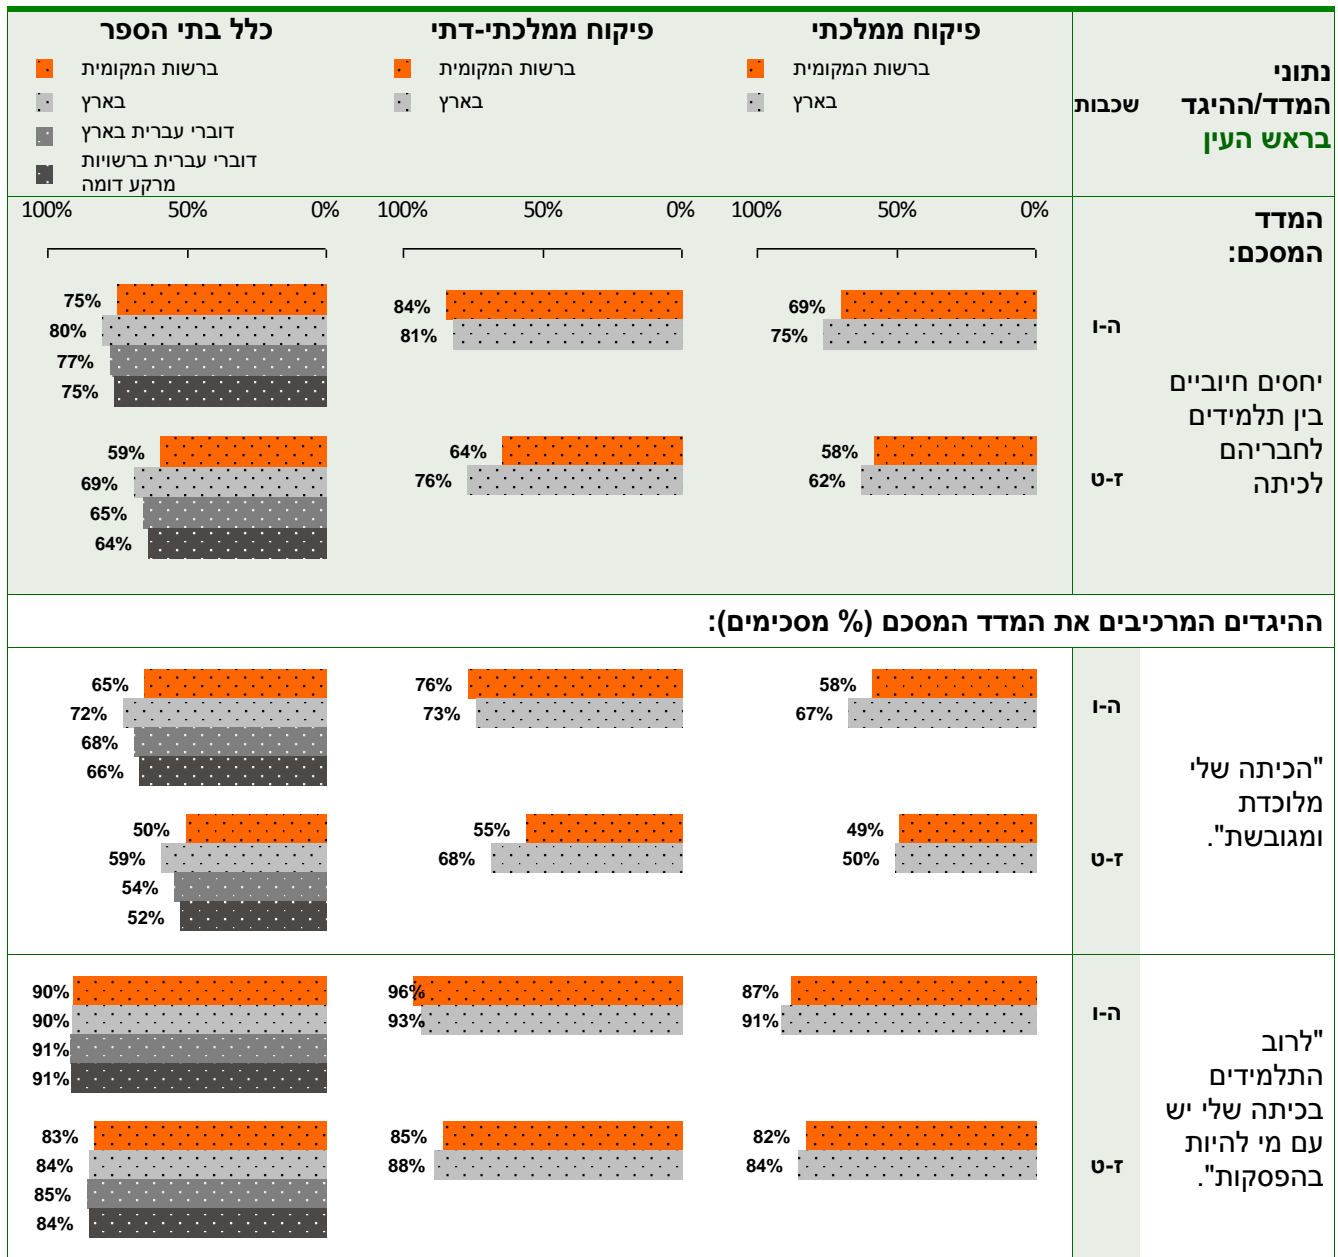 נתוני
המדד/ההיגד
בראש העין
שכבות
פיקוח ממלכתי
ברשות המקומית
בארץ
פיקוח ממלכתי-דתי
ברשות המקומית
בארץ
כלל בתי הספר
ברשות המקומית
בארץ
דוברי עברית בארץ
דוברי עברית ברשויות
מרקע דומה
המדד
המסכם:
0% 50% 100%
0% 50% 100%
0% 50% 100%
יחסים חיוביים
בין תלמידים
לחבריהם
לכיתה
ה-ו
69%
75%
84%
81%
75%
80%
77%
75%
ז-ט
58%
62%
64%
76%
59%
69%
65%
64%
ההיגדים המרכיבים את המדד המסכם (% מסכימים):
"הכיתה שלי
מלוכדת
ומגובשת".
ה-ו
58%
67%
76%
73%
65%
72%
68%
66%
ז-ט
49%
50%
55%
68%
50%
59%
54%
52%
"לרוב
התלמידים
בכיתה שלי יש
עם מי להיות
בהפסקות".
ה-ו
87%
91%
96%
93%
90%
90%
91%
91%
ז-ט
82%
84%
85%
88%
83%
84%
85%
84%